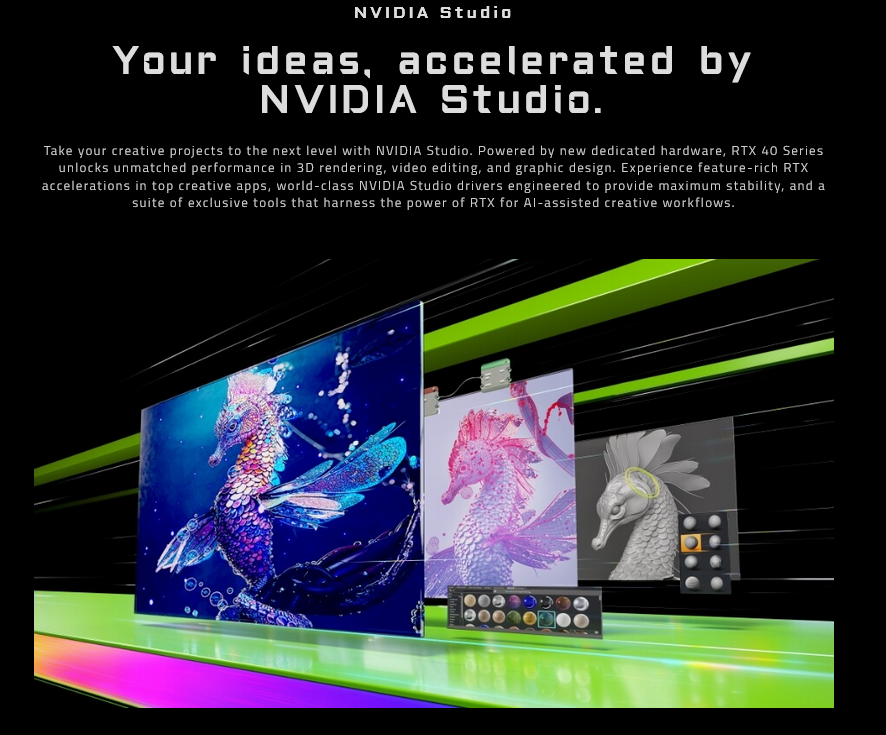 NVIDIA Studio
Your ideas, accelerated by
NVIDIA Studio.
Take your creative projects to the next level with NVIDIA Studio. Powered by new dedicated hardware, RTX 40 Series
unlocks unmatched performance in 3D rendering, video editing, and graphic design. Experience feature-rich RTX
accelerations in top creative apps, world-class NVIDIA Studio drivers engineered to provide maximum stability, and a
suite of exclusive tools that harness the power of RTX for AI-assisted creative workflows.